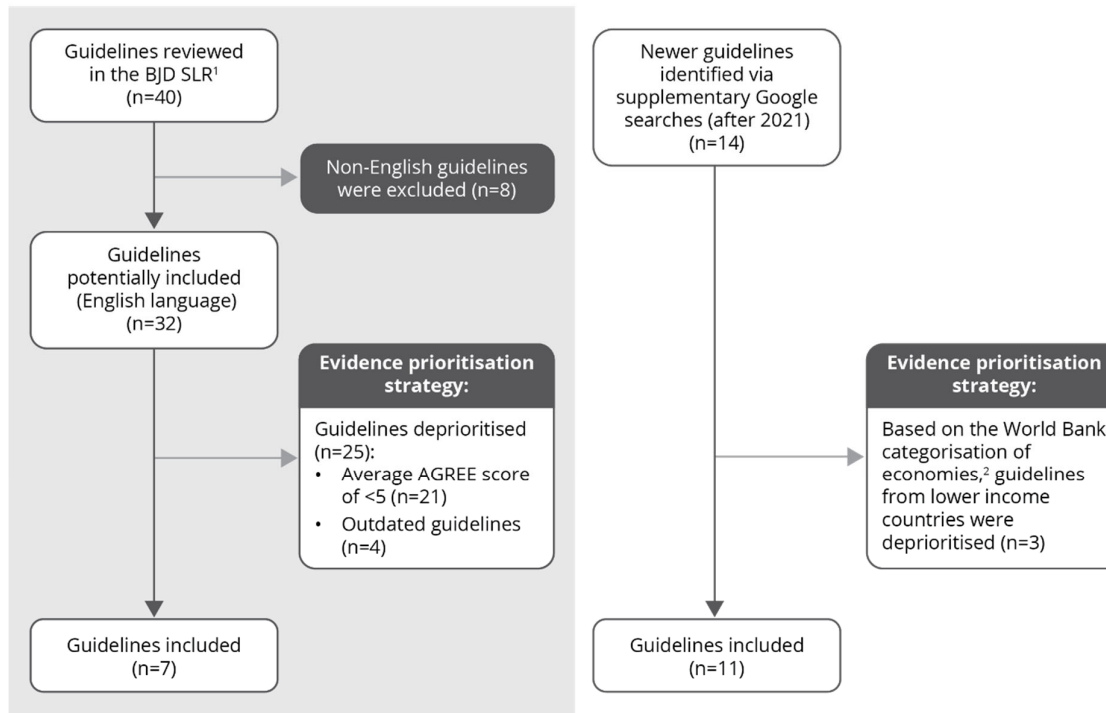 Guidelines reviewed
in the BJD SLR¹
(n=40)
Non-English guidelines
were excluded (n=8)
Guidelines
potentially included
(English language)
(n=32)
Evidence prioritisation
strategy:
Guidelines deprioritised
(n=25):
• Average AGREE score
of <5 (n=21)
• Outdated guidelines
(n=4)
Guidelines included
(n=7)
Newer guidelines
identified via
supplementary Google
searches (after 2021)
(n=14)
Evidence prioritisation
strategy:
Based on the World Bank
categorisation of
economies,² guidelines
from lower income
countries were
deprioritised (n=3)
Guidelines included
(n=11)